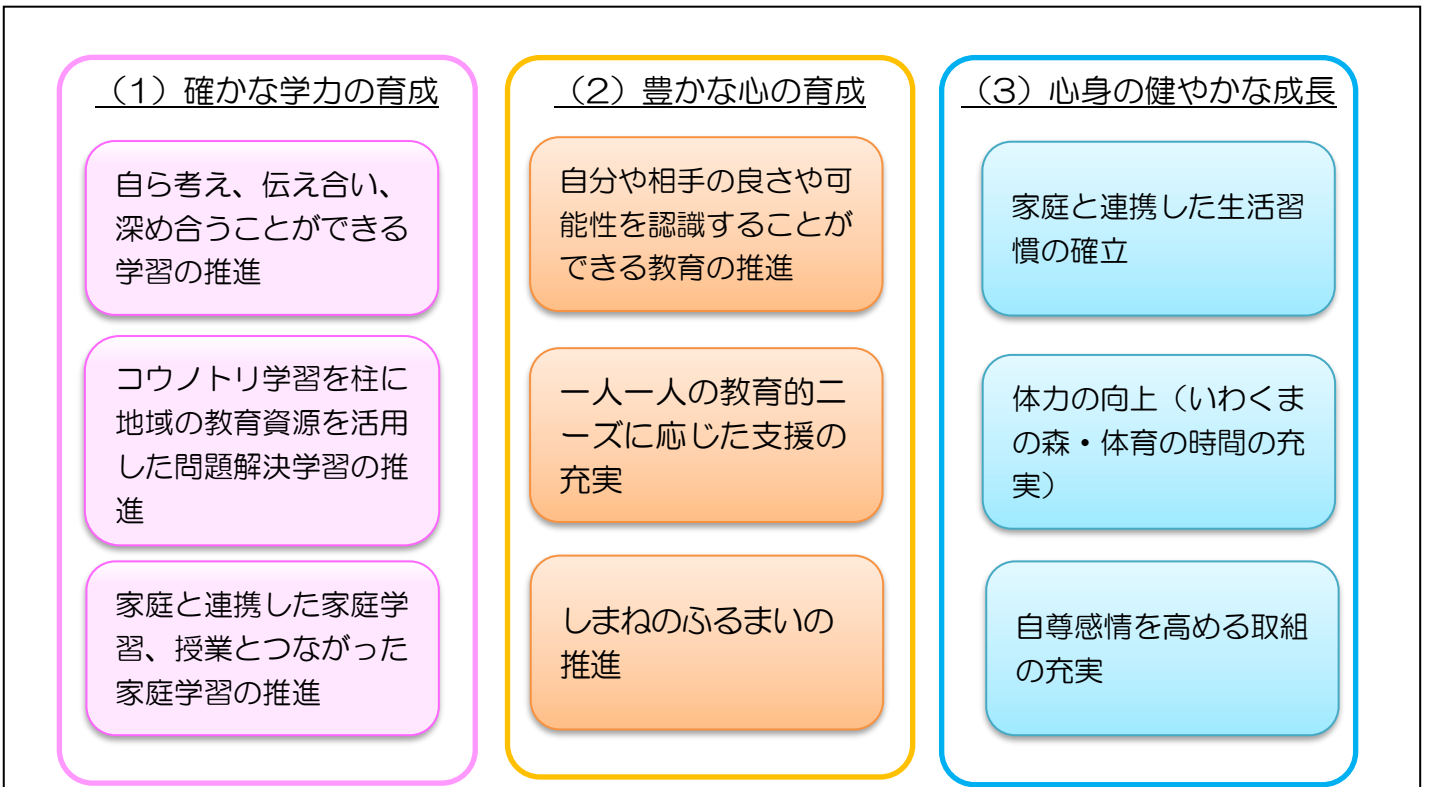 （1）確かな学力の育成
自ら考え、伝え合い、
深め合うことができる
学習の推進
コウノトリ学習を柱に
地域の教育資源を活用
した問題解決学習の推
進
家庭と連携した家庭学
習、授業とつながった
家庭学習の推進
（2）豊かな心の育成
自分や相手の良さや可
能性を認識することが
できる教育の推進
一人一人の教育的ニ
ーズに応じた支援の
充実
しまねのふるまいの
推進
（3）心身の健やかな成長
家庭と連携した生活習
慣の確立
体力の向上（いわくま
の森・体育の時間の充
実）
自尊感情を高める取組
の充実